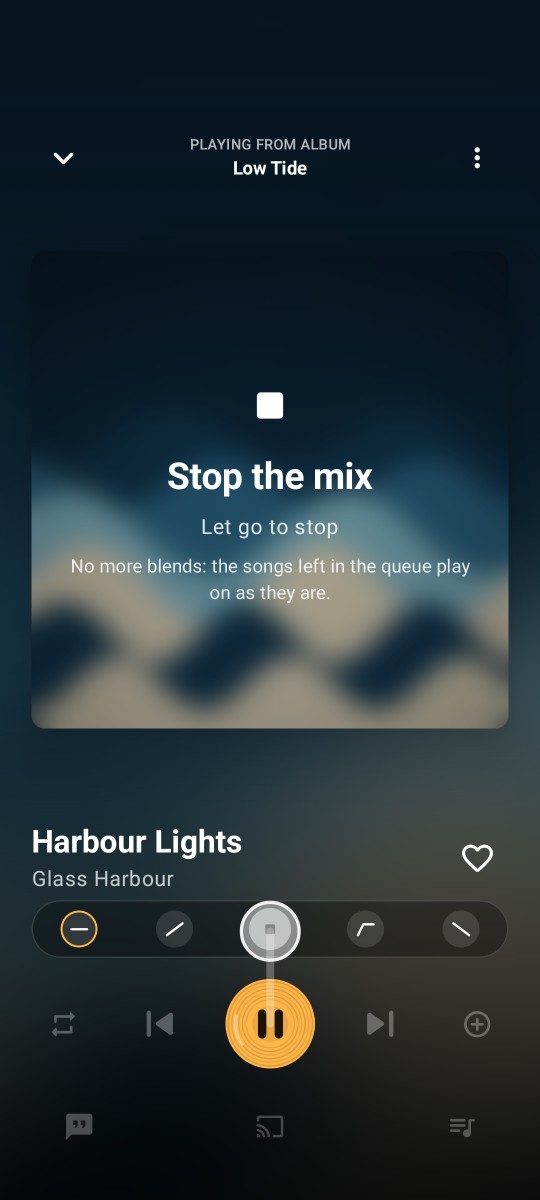 PLAYING FROM ALBUM
Low Tide
Stop the mix
Let go to stop
No more blends: the songs left in the queue play
on as they are.
Harbour Lights
Glass Harbour